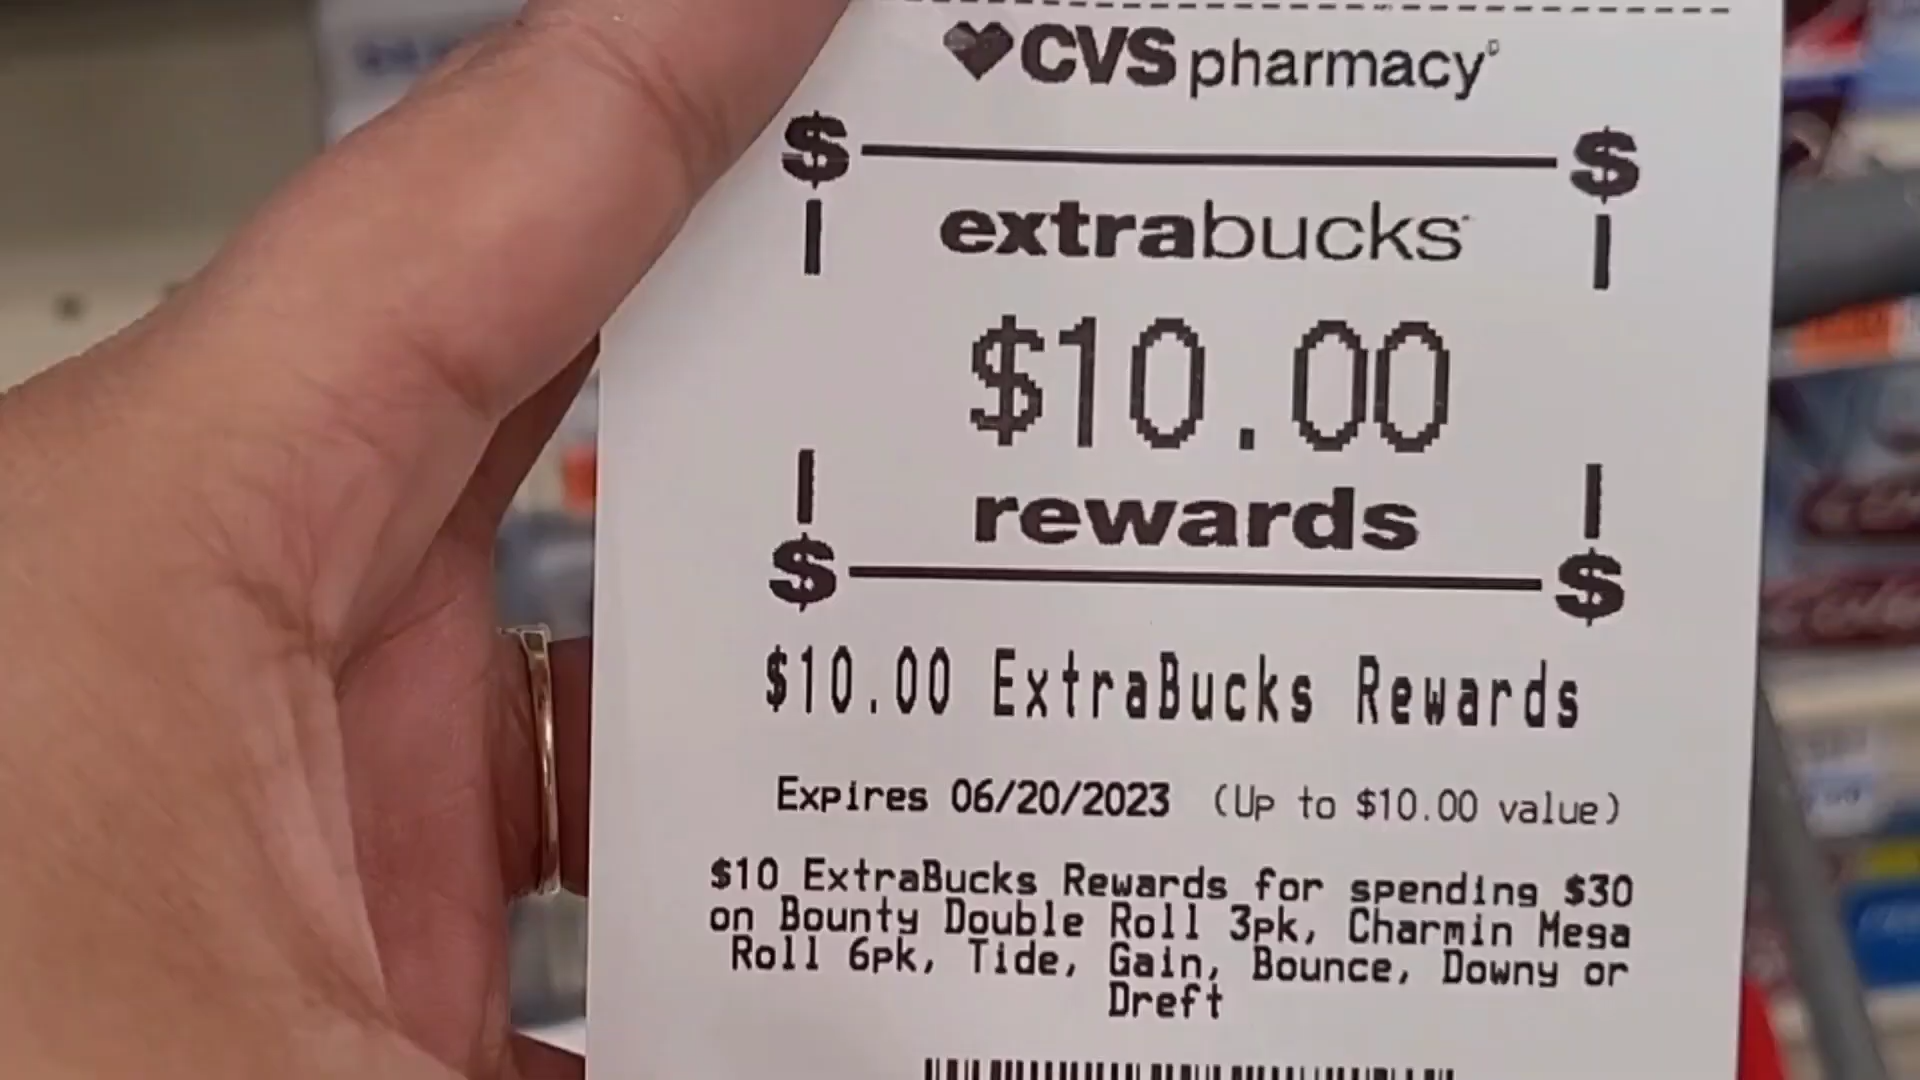 CVS pharmacy
$ $
extrabucks
$10.00
rewards
$ $
$10.00 ExtraBucks Rewards
Expires 06/20/2023 (Up to $10.00 value)
$10 ExtraBucks Rewards for spending $30
on Bounty Double Roll 3pk, Charmin Mega
Roll 6pk, Tide, Gain, Bounce, Downy or
Dreft